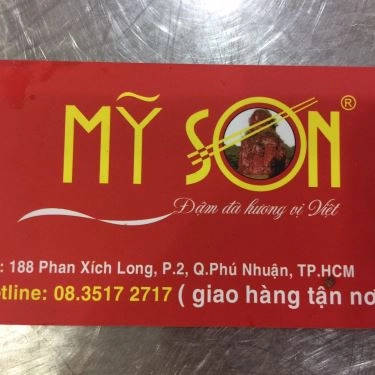 MỸ SƠN®
Đậm đà hương vị Việt
: 188 Phan Xích Long, P.2, Q.Phú Nhuận, TP.HCM
tline: 08.3517 2717 ( giao hàng tận nơ